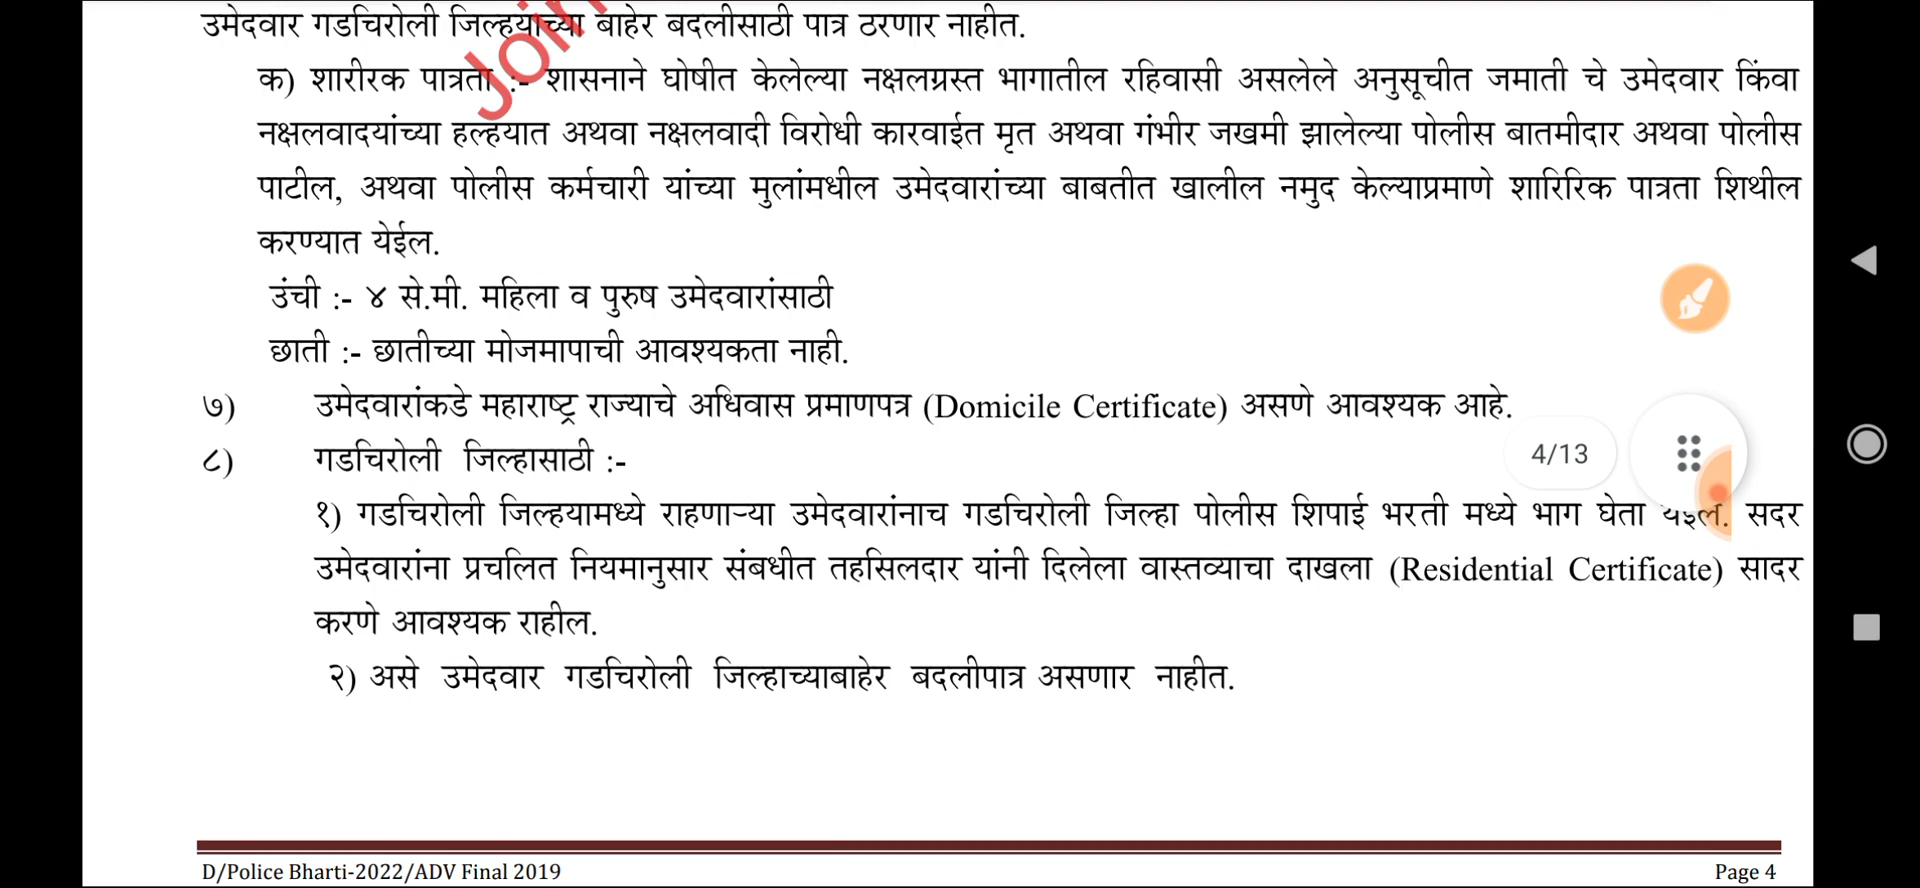 उमेदवार गडचिरोली जिल्हयाच्या बाहेर बदलीसाठी पात्र ठरणार नाहीत.
Join
क) शारीरक पात्रता :- शासनाने घोषीत केलेल्या नक्षलग्रस्त भागातील रहिवासी असलेले अनुसूचीत जमाती चे उमेदवार किंवा
नक्षलवादयांच्या हल्हयात अथवा नक्षलवादी विरोधी कारवाईत मृत अथवा गंभीर जखमी झालेल्या पोलीस बातमीदार अथवा पोलीस
पाटील, अथवा पोलीस कर्मचारी यांच्या मुलांमधील उमेदवारांच्या बाबतीत खालील नमुद केल्याप्रमाणे शारिरिक पात्रता शिथील
करण्यात येईल.
उंची :- ४ से.मी. महिला व पुरुष उमेदवारांसाठी
छाती :- छातीच्या मोजमापाची आवश्यकता नाही.
७) उमेदवारांकडे महाराष्ट्र राज्याचे अधिवास प्रमाणपत्र (Domicile Certificate) असणे आवश्यक आहे.
८) गडचिरोली जिल्हासाठी :-
4/13
१) गडचिरोली जिल्हयामध्ये राहणाऱ्या उमेदवारांनाच गडचिरोली जिल्हा पोलीस शिपाई भरती मध्ये भाग घेता येईल. सदर
उमेदवारांना प्रचलित नियमानुसार संबधीत तहसिलदार यांनी दिलेला वास्तव्याचा दाखला (Residential Certificate) सादर
करणे आवश्यक राहील.
२) असे उमेदवार गडचिरोली जिल्हाच्याबाहेर बदलीपात्र असणार नाहीत.
D/Police Bharti-2022/ADV Final 2019 Page 4